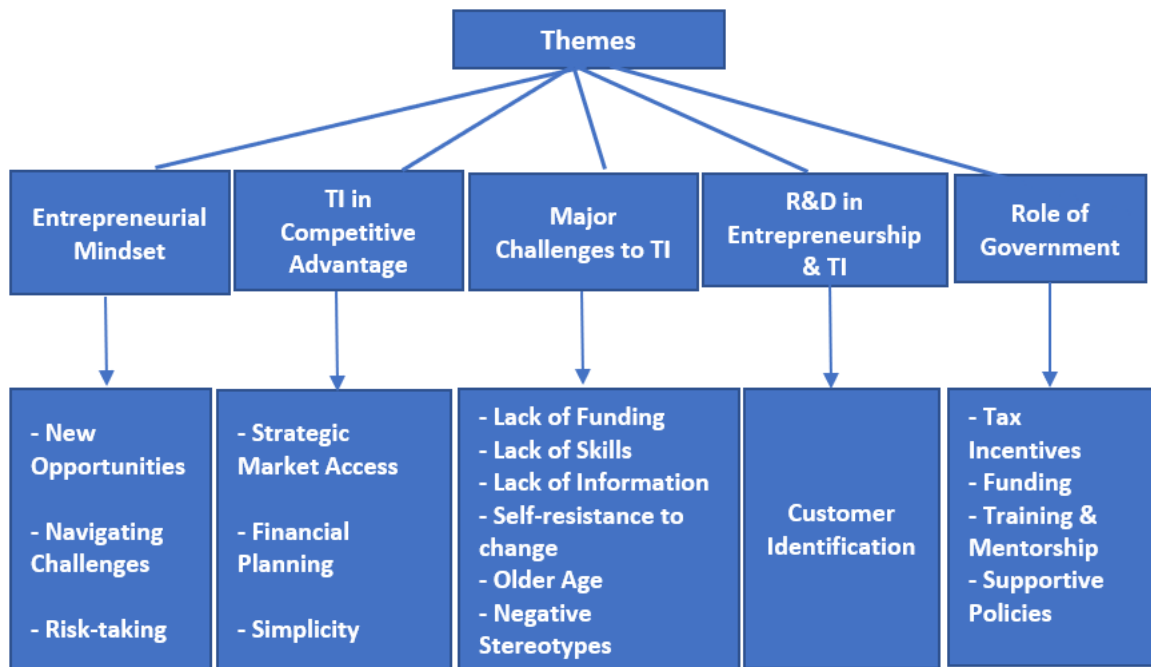 Themes
Entrepreneurial
Mindset
TI in
Competitive
Advantage
Major
Challenges to TI
R&D in
Entrepreneurship
& TI
Role of
Government
- New
Opportunities
- Navigating
Challenges
- Risk-taking
- Strategic
Market Access
- Financial
Planning
- Simplicity
- Lack of Funding
- Lack of Skills
- Lack of Information
- Self-resistance to
change
- Older Age
- Negative
Stereotypes
Customer
Identification
- Tax
Incentives
- Funding
- Training &
Mentorship
- Supportive
Policies